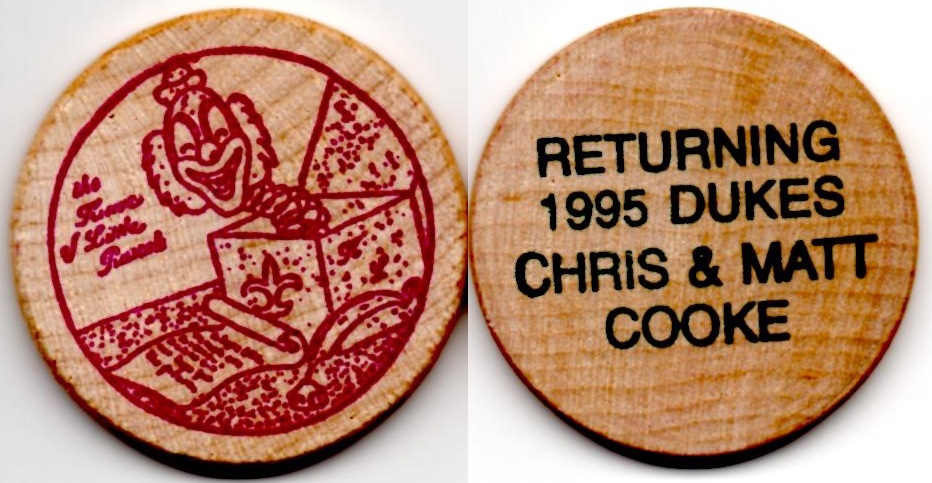 the
Krewe
of Little
Rascals
RETURNING
1995 DUKES
CHRIS & MATT
COOKE